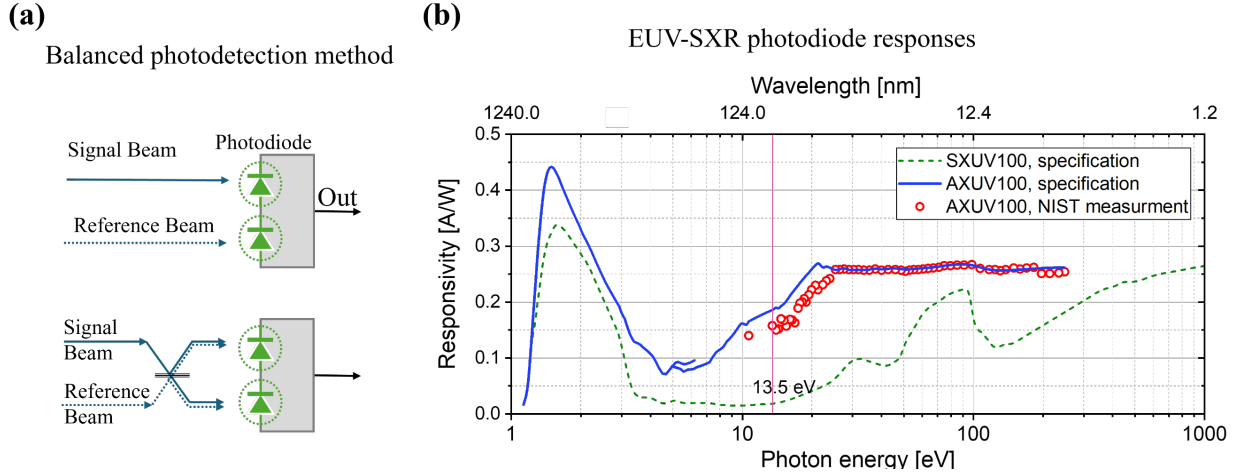 (a)
Balanced photodetection method
Photodiode
Signal Beam
Out
Reference Beam
Signal
Beam
Reference
Beam
(b)
EUV-SXR photodiode responses
Wavelength [nm]
1240.0 124.0 12.4 1.2
0.5
0.4
0.3
0.2
0.1
0.0
Responsivity [A/W]
SXUV100, specification
AXUV100, specification
AXUV100, NIST measurment
13.5 eV
1 10 100 1000
Photon energy [eV]